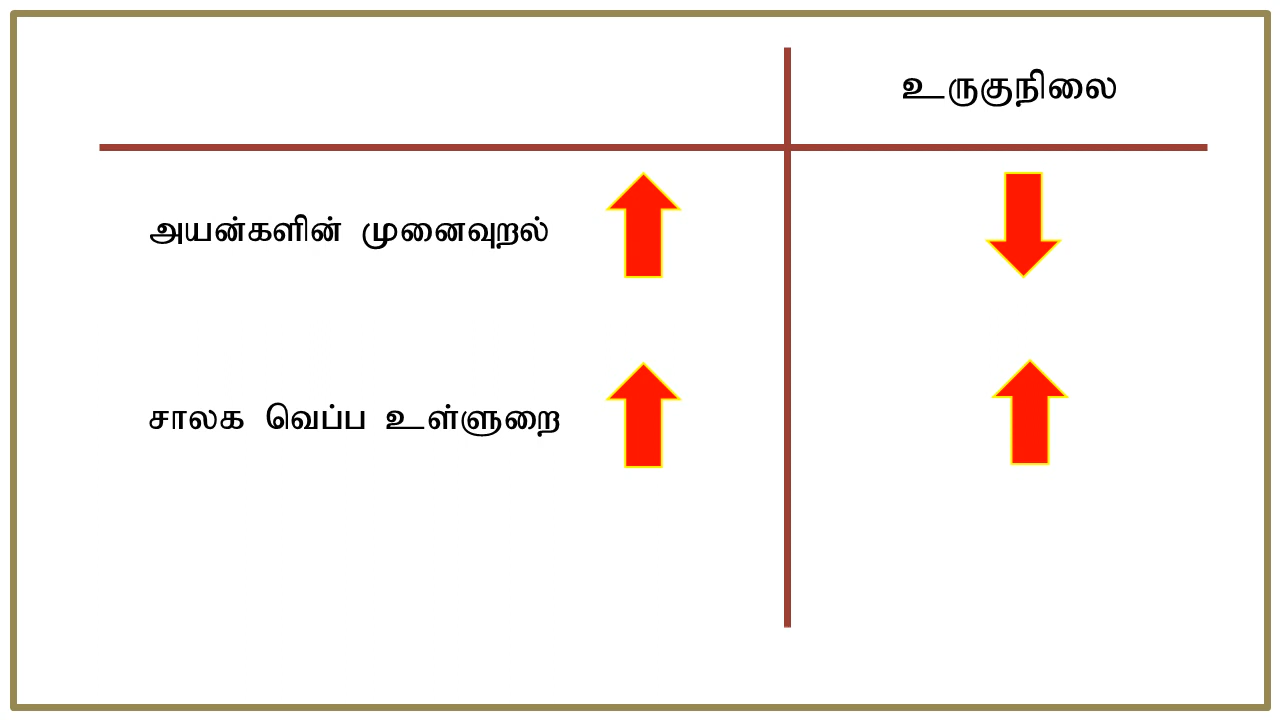 உருகுநிலை
அயன்களின் முனைவுறல்
சாலக வெப்ப உள்ளுறை